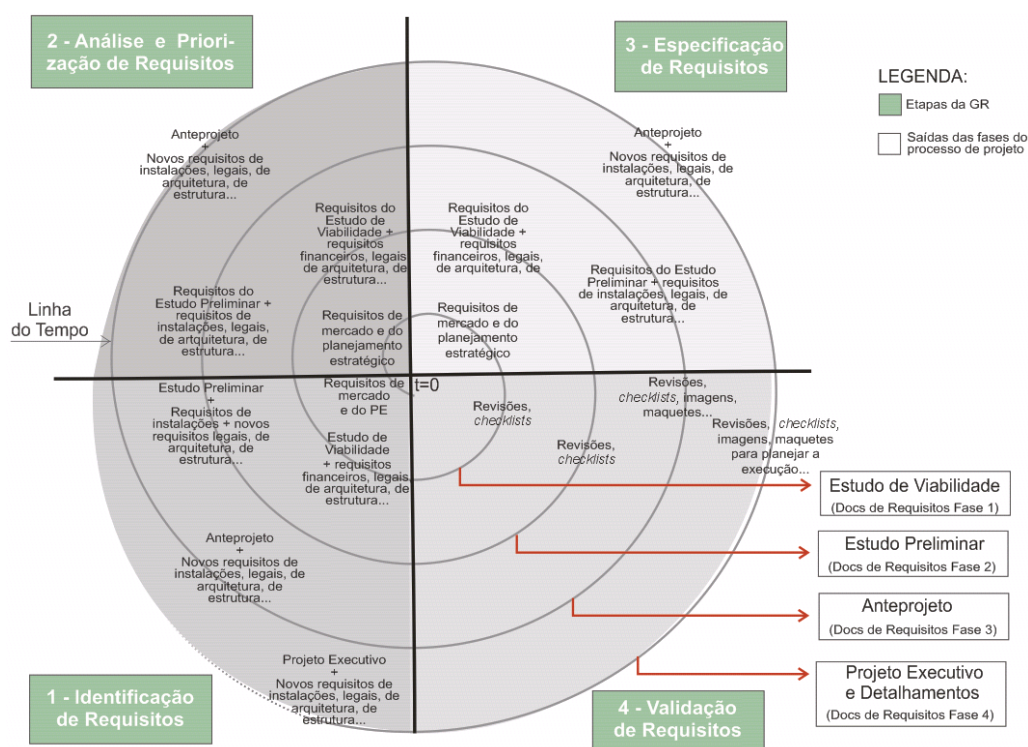 2 - Análise e Priori-
zação de Requisitos
3 - Especificação
de Requisitos
LEGENDA:
Etapas da GR
Saídas das fases do
processo de projeto
Anteprojeto
+
Novos requisitos de
instalações, legais, de
arquitetura, de
estrutura...
Anteprojeto
+
Novos requisitos de
instalações, legais, de
arquitetura, de
estrutura...
Requisitos do
Estudo de
Viabilidade +
requisitos
financeiros, legais,
de arquitetura, de
estrutura...
Requisitos do
Estudo de
Viabilidade +
requisitos
financeiros, legais,
de arquitetura, de
Requisitos do Estudo
Preliminar + requisitos
de instalações, legais, de
arquitetura, de
estrutura...
Requisitos do
Estudo Preliminar +
requisitos de
instalações, legais,
de artquitetura, de
estrutura...
Linha
do Tempo
Requisitos de
mercado e do
planejamento
estratégico
Requisitos de
mercado e do
planejamento
estratégico
t=0
Estudo Preliminar
+
Requisitos de
instalações + novos
requisitos legais, de
arquitetura, de
estrutura...
Requisitos de
mercado
e do PE
Estudo de
Viabilidade
+ requisitos
financeiros, legais,
de arquitetura, de
estrutura...
Revisões,
checklists
Revisões,
checklists
Revisões,
checklists, imagens,
maquetes...
Revisões, checklists,
imagens, maquetes
para planejar a
execução...
Estudo de Viabilidade
(Docs de Requisitos Fase 1)
Estudo Preliminar
(Docs de Requisitos Fase 2)
Anteprojeto
(Docs de Requisitos Fase 3)
Projeto Executivo
e Detalhamentos
(Docs de Requisitos Fase 4)
Anteprojeto
+
Novos requisitos de
instalações, legais, de
arquitetura, de
estrutura...
Projeto Executivo
+
Novos requisitos de
instalações, legais, de
arquitetura, de
estrutura...
1 - Identificação
de Requisitos
4 - Validação
de Requisitos